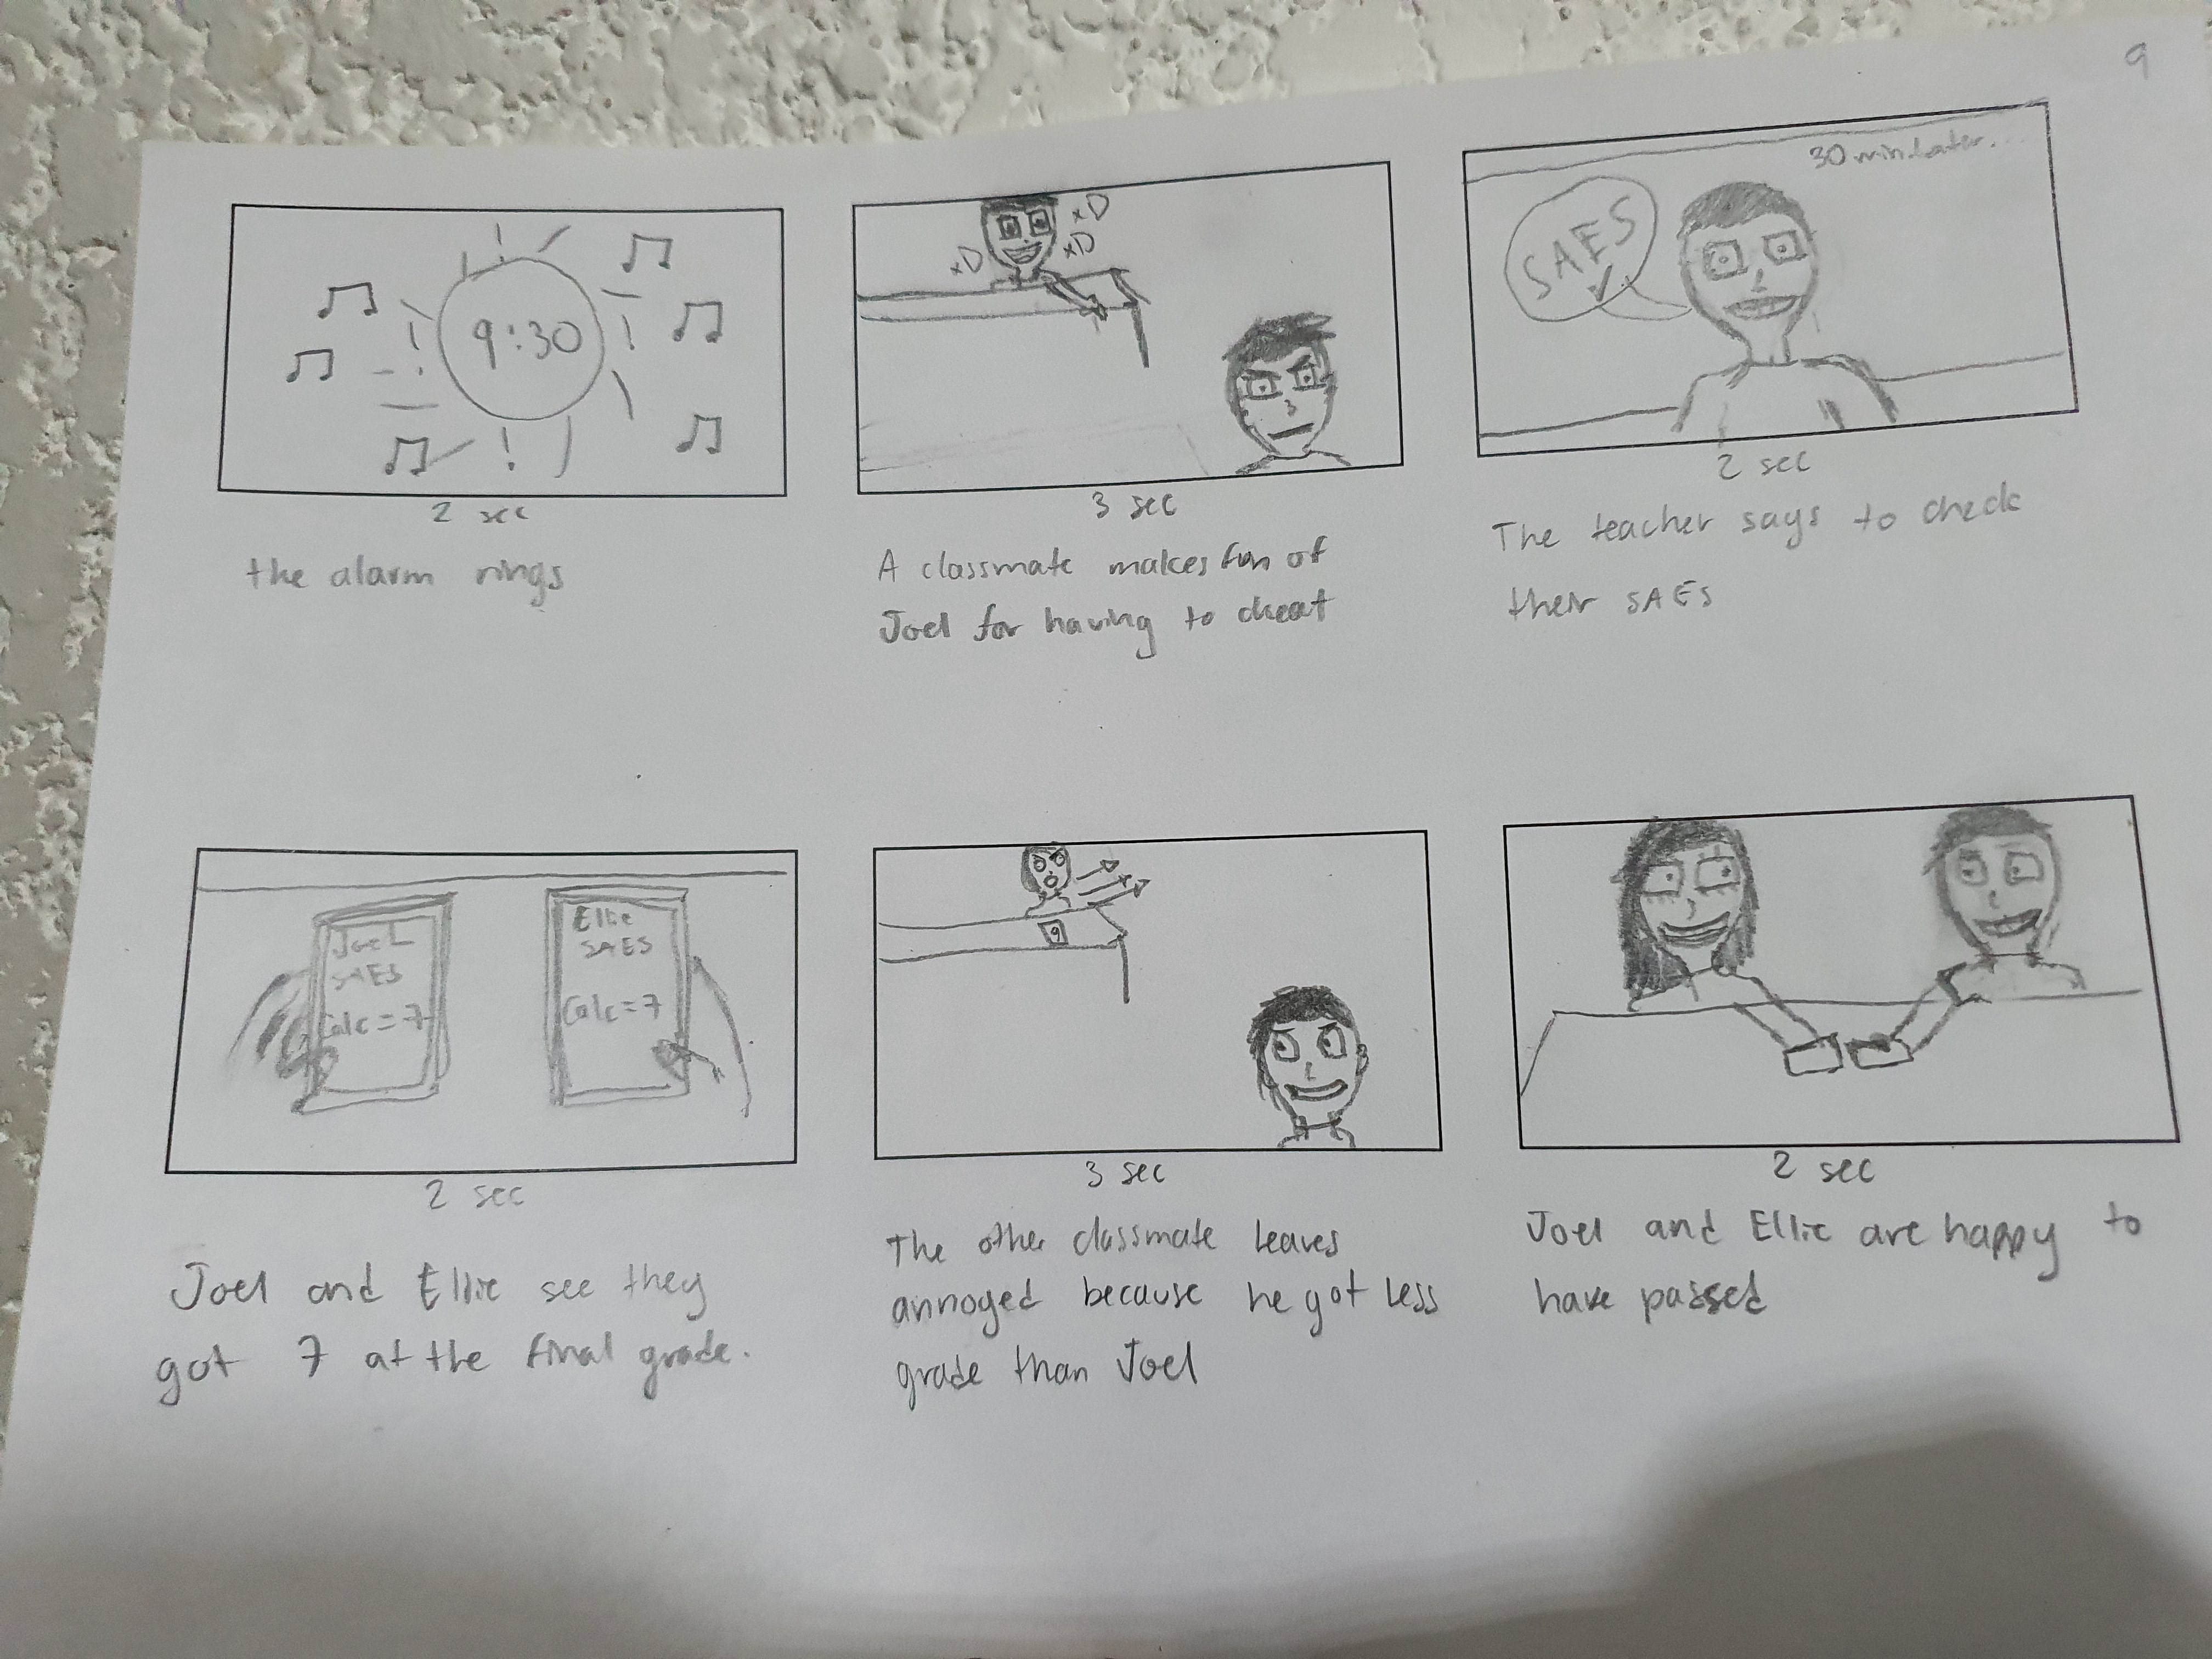 9
9:30
2 sec
the alarm rings
xD
xD
xD
3 sec
A classmate makes fun of
Joel for having to cheat
30 min Later...
SAES
2 sec
The teacher says to check
their SAES
Joel
SAES
Calc = 7
Ellie
SAES
Calc = 7
2 sec
Joel and Ellie see they
got 7 at the final grade.
9
3 sec
The other classmate leaves
annoyed because he got less
grade than Joel
2 sec
Joel and Ellie are happy to
have passed